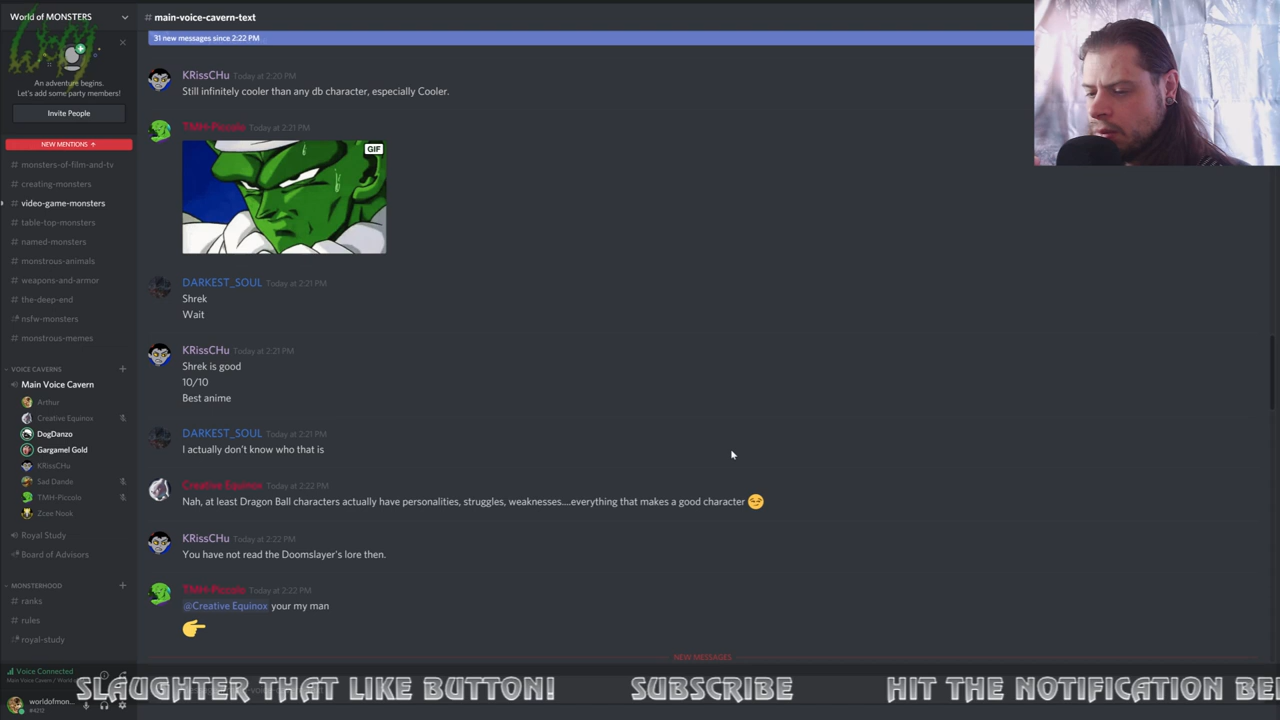 World of MONSTERS
# main-voice-cavern-text
31 new messages since 2:22 PM
An adventure begins.
Let's add some party members!
Invite People
NEW MENTIONS ↑
# monsters-of-film-and-tv
# creating-monsters
# video-game-monsters
# table-top-monsters
# named-monsters
# monstrous-animals
# weapons-and-armor
# the-deep-end
# nsfw-monsters
# monstrous-memes
VOICE CAVERNS
Main Voice Cavern
Arthur
Creative Equinox
DogDanzo
Gargamel Gold
KRissCHu
Sad Dande
TMH-Piccolo
Zcee Nook
Royal Study
Board of Advisors
MONSTERHOOD
# ranks
# rules
# royal-study
Voice Connected
Main Voice Cavern / World
worldofmon...
#4212
KRissCHu Today at 2:20 PM
Still infinitely cooler than any db character, especially Cooler.
TMH-Piccolo Today at 2:21 PM
GIF
DARKEST_SOUL Today at 2:21 PM
Shrek
Wait
KRissCHu Today at 2:21 PM
Shrek is good
10/10
Best anime
DARKEST_SOUL Today at 2:21 PM
I actually don't know who that is
Creative Equinox Today at 2:22 PM
Nah, at least Dragon Ball characters actually have personalities, struggles, weaknesses....everything that makes a good character 😏
KRissCHu Today at 2:22 PM
You have not read the Doomslayer's lore then.
TMH-Piccolo Today at 2:22 PM
@Creative Equinox your my man
👉
NEW MESSAGES
SLAUGHTER THAT LIKE BUTTON! SUBSCRIBE HIT THE NOTIFICATION BEL